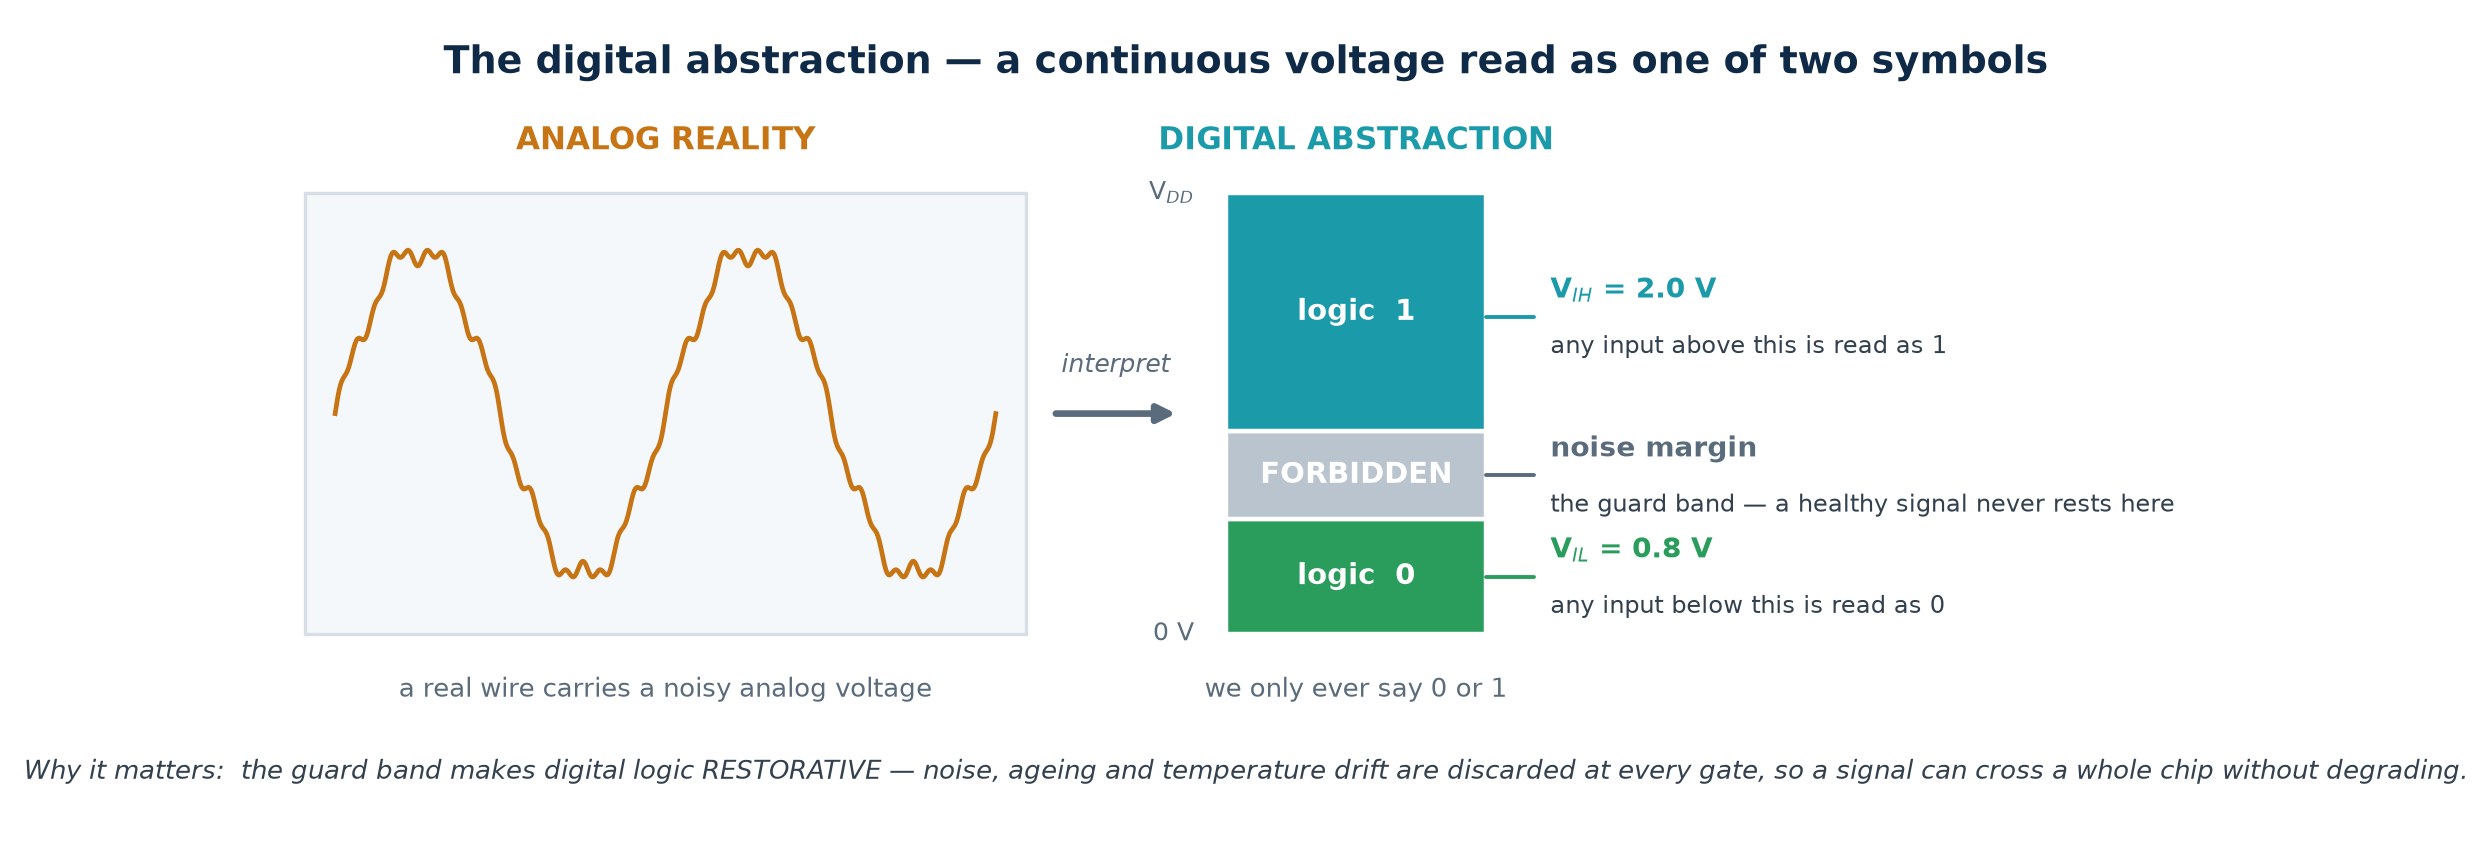 The digital abstraction — a continuous voltage read as one of two symbols
ANALOG REALITY
DIGITAL ABSTRACTION
V_DD
logic  1
V_IH = 2.0 V
any input above this is read as 1
interpret
FORBIDDEN
noise margin
the guard band — a healthy signal never rests here
logic  0
V_IL = 0.8 V
any input below this is read as 0
0 V
a real wire carries a noisy analog voltage
we only ever say 0 or 1
Why it matters:  the guard band makes digital logic RESTORATIVE — noise, ageing and temperature drift are discarded at every gate, so a signal can cross a whole chip without degrading.